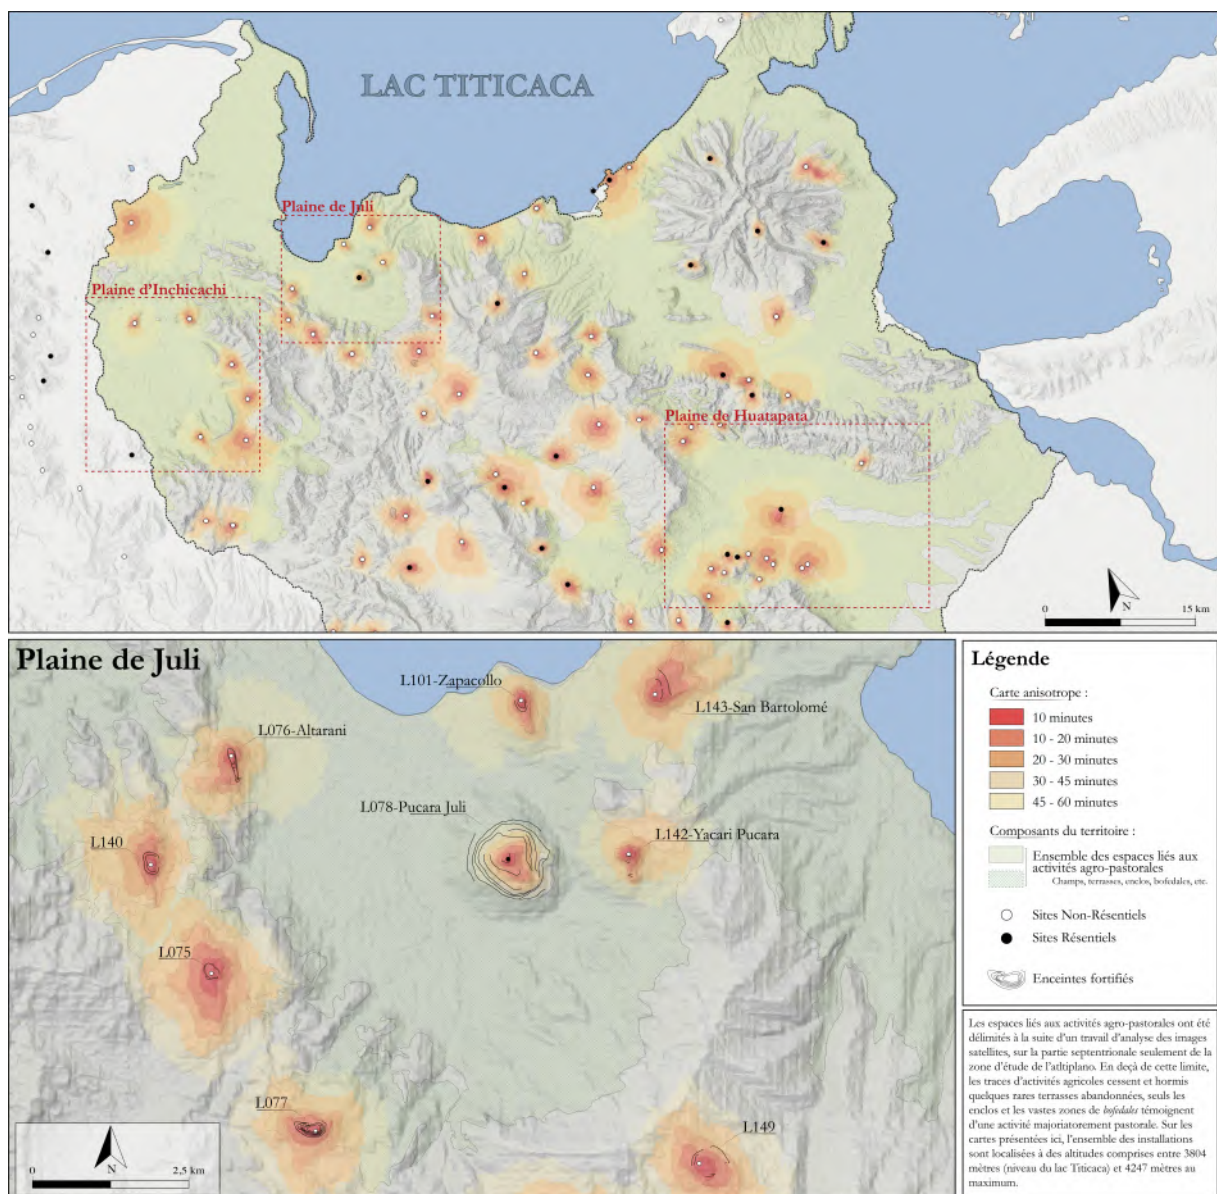 LAC TITICACA
Plaine de Juli
Plaine d'Inchicachi
Plaine de Huatapata
N
0
15 km
Plaine de Juli
L101-Zapacollo
L143-San Bartolomé
L076-Altarani
L078-Pucara Juli
L142-Yacari Pucara
L140
L075
L077
L149
N
0
2,5 km
Légende
Carte anisotrope :
10 minutes
10 - 20 minutes
20 - 30 minutes
30 - 45 minutes
45 - 60 minutes
Composants du territoire :
Ensemble des espaces liés aux
activités agro-pastorales
Champs, terrasses, enclos, bofedales, etc.
Sites Non-Résentiels
Sites Résentiels
Enceintes fortifiés
Les espaces liés aux activités agro-pastorales ont été
délimités à la suite d'un travail d'analyse des images
satellites, sur la partie septentrionale seulement de la
zone d'étude de l'atltiplano. En deçà de cette limite,
les traces d'activités agricoles cessent et hormis
quelques rares terrasses abandonnées, seuls les
enclos et les vastes zones de bofedales témoignent
d'une activité majoriatorement pastorale. Sur les
cartes présentées ici, l'ensemble des installations
sont localisées à des altitudes comprises entre 3804
mètres (niveau du lac Titicaca) et 4247 mètres au
maximum.